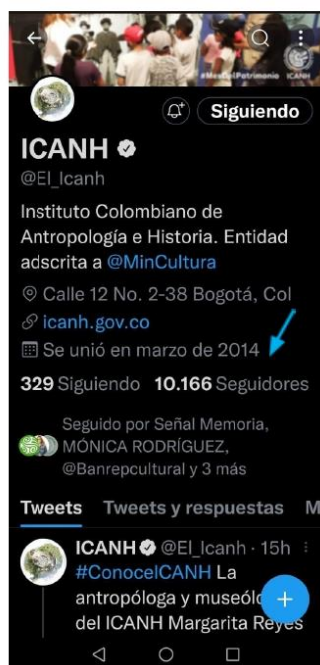 #MesDelPatrimonio ICANH
Siguiendo
ICANH
@El_Icanh
Instituto Colombiano de
Antropología e Historia. Entidad
adscrita a @MinCultura
Calle 12 No. 2-38 Bogotá, Col
icanh.gov.co
Se unió en marzo de 2014
329 Siguiendo 10.166 Seguidores
Seguido por Señal Memoria,
MÓNICA RODRÍGUEZ,
@Banrepcultural y 3 más
Tweets Tweets y respuestas M
ICANH @El_Icanh · 15h
#ConoceICANH La
antropóloga y museólo
del ICANH Margarita Reyes